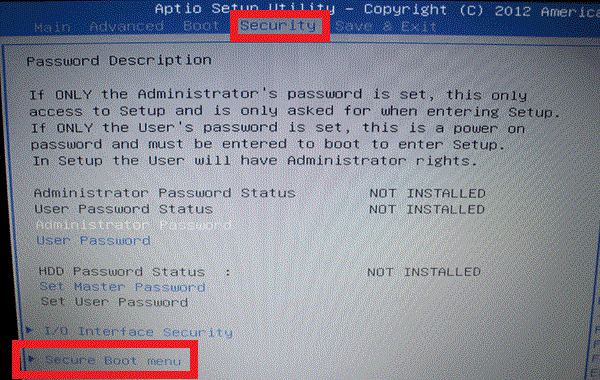 Aptio Setup Utility - Copyright (C) 2012 America
Main Advanced Boot Security Save & Exit
Password Description
If ONLY the Administrator's password is set, this only
access to Setup and is only asked for when entering Setup.
If ONLY the User's password is set, this is a power on
password and must be entered to boot to enter Setup.
In Setup the User will have Administrator rights.
Administrator Password Status NOT INSTALLED
User Password Status NOT INSTALLED
Administrator Password
User Password
HDD Password Status : NOT INSTALLED
Set Master Password
Set User Password
I/O Interface Security
Secure Boot menu